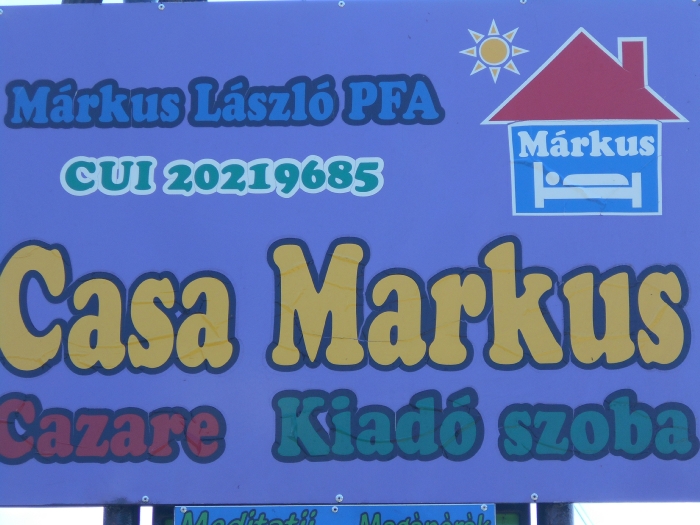 Márkus László PFA
Márkus
CUI 20219685
Casa Markus
Cazare Kiadó szoba